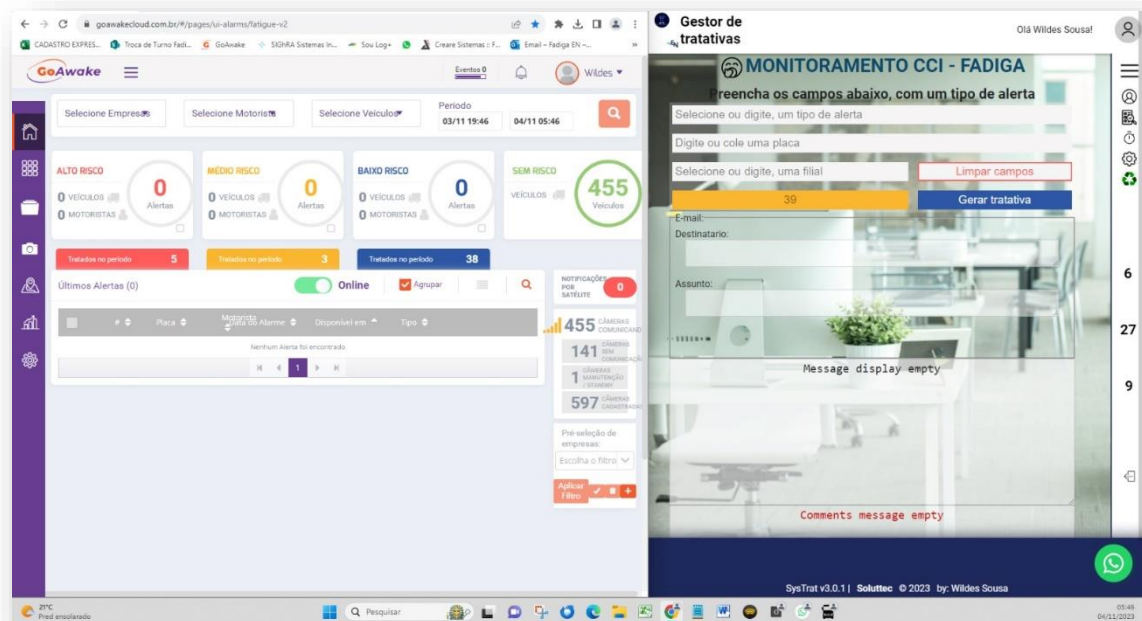 goawakecloud.com.br/#/pages/ui-alarms/fatigue-v2
CADASTRO EXPRES... Troca de Turno Fadi... GoAwake SIGhRA Sistemas In... Sou Log+ Creare Sistemas :: F... Email – Fadiga EN –... »
GoAwake Eventos 0 Wildes
Selecione Empresas Selecione Motorista Selecione Veículos Período
03/11 19:46 04/11 05:46
ALTO RISCO
0 VEÍCULOS
0 MOTORISTAS
0
Alertas
MÉDIO RISCO
0 VEÍCULOS
0 MOTORISTAS
0
Alertas
BAIXO RISCO
0 VEÍCULOS
0 MOTORISTAS
0
Alertas
SEM RISCO
VEÍCULOS
455
Veículos
Tratados no período 5
Tratados no período 3
Tratados no período 38
Últimos Alertas (0) Online Agrupar
# Placa Motorista Data do Alarme Disponível em Tipo
Nenhum Alerta foi encontrado
1
NOTIFICAÇÕES
POR
SATÉLITE
0
455 CÂMERAS
COMUNICAND
141 CÂMERAS
SEM
COMUNICAÇÃ
1 CÂMERAS
MANUTENÇÃO
/ STANDBY
597 CÂMERAS
CADASTRADAS
Pré-seleção de
empresas:
Escolha o filtro
Aplicar
Filtro
Gestor de
tratativas
Olá Wildes Sousa!
MONITORAMENTO CCI - FADIGA
Preencha os campos abaixo, com um tipo de alerta
Selecione ou digite, um tipo de alerta
Digite ou cole uma placa
Selecione ou digite, uma filial Limpar campos
39 Gerar tratativa
E-mail:
Destinatario:
Assunto:
Message display empty
Comments message empty
6
27
9
SysTrat v3.0.1 | Soluttec © 2023 by: Wildes Sousa
21°C
Pred ensolarado
Pesquisar
05:46
04/11/2023